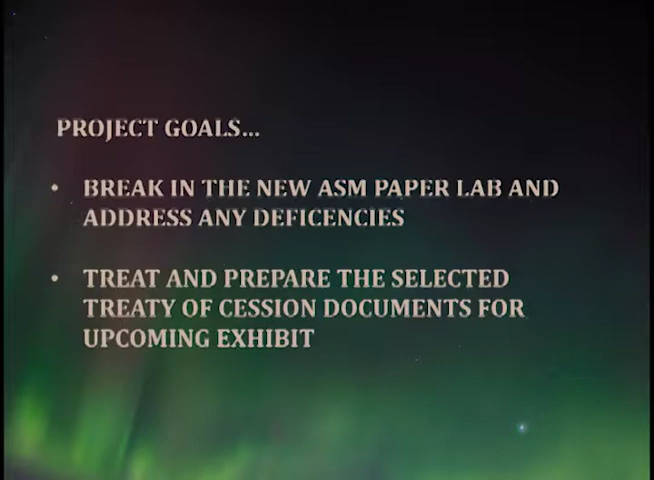 PROJECT GOALS...
• BREAK IN THE NEW ASM PAPER LAB AND
ADDRESS ANY DEFICENCIES
• TREAT AND PREPARE THE SELECTED
TREATY OF CESSION DOCUMENTS FOR
UPCOMING EXHIBIT